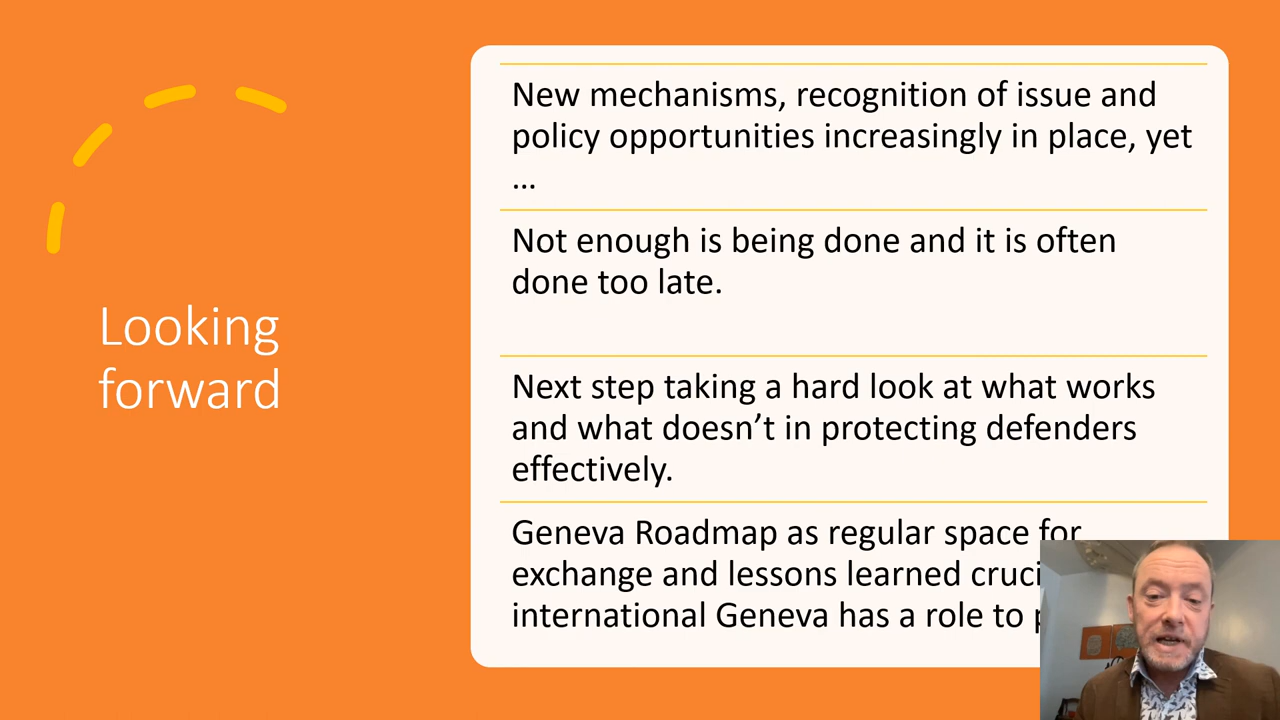 Looking
forward
New mechanisms, recognition of issue and
policy opportunities increasingly in place, yet
...
Not enough is being done and it is often
done too late.
Next step taking a hard look at what works
and what doesn’t in protecting defenders
effectively.
Geneva Roadmap as regular space for
exchange and lessons learned
international Geneva has a role to